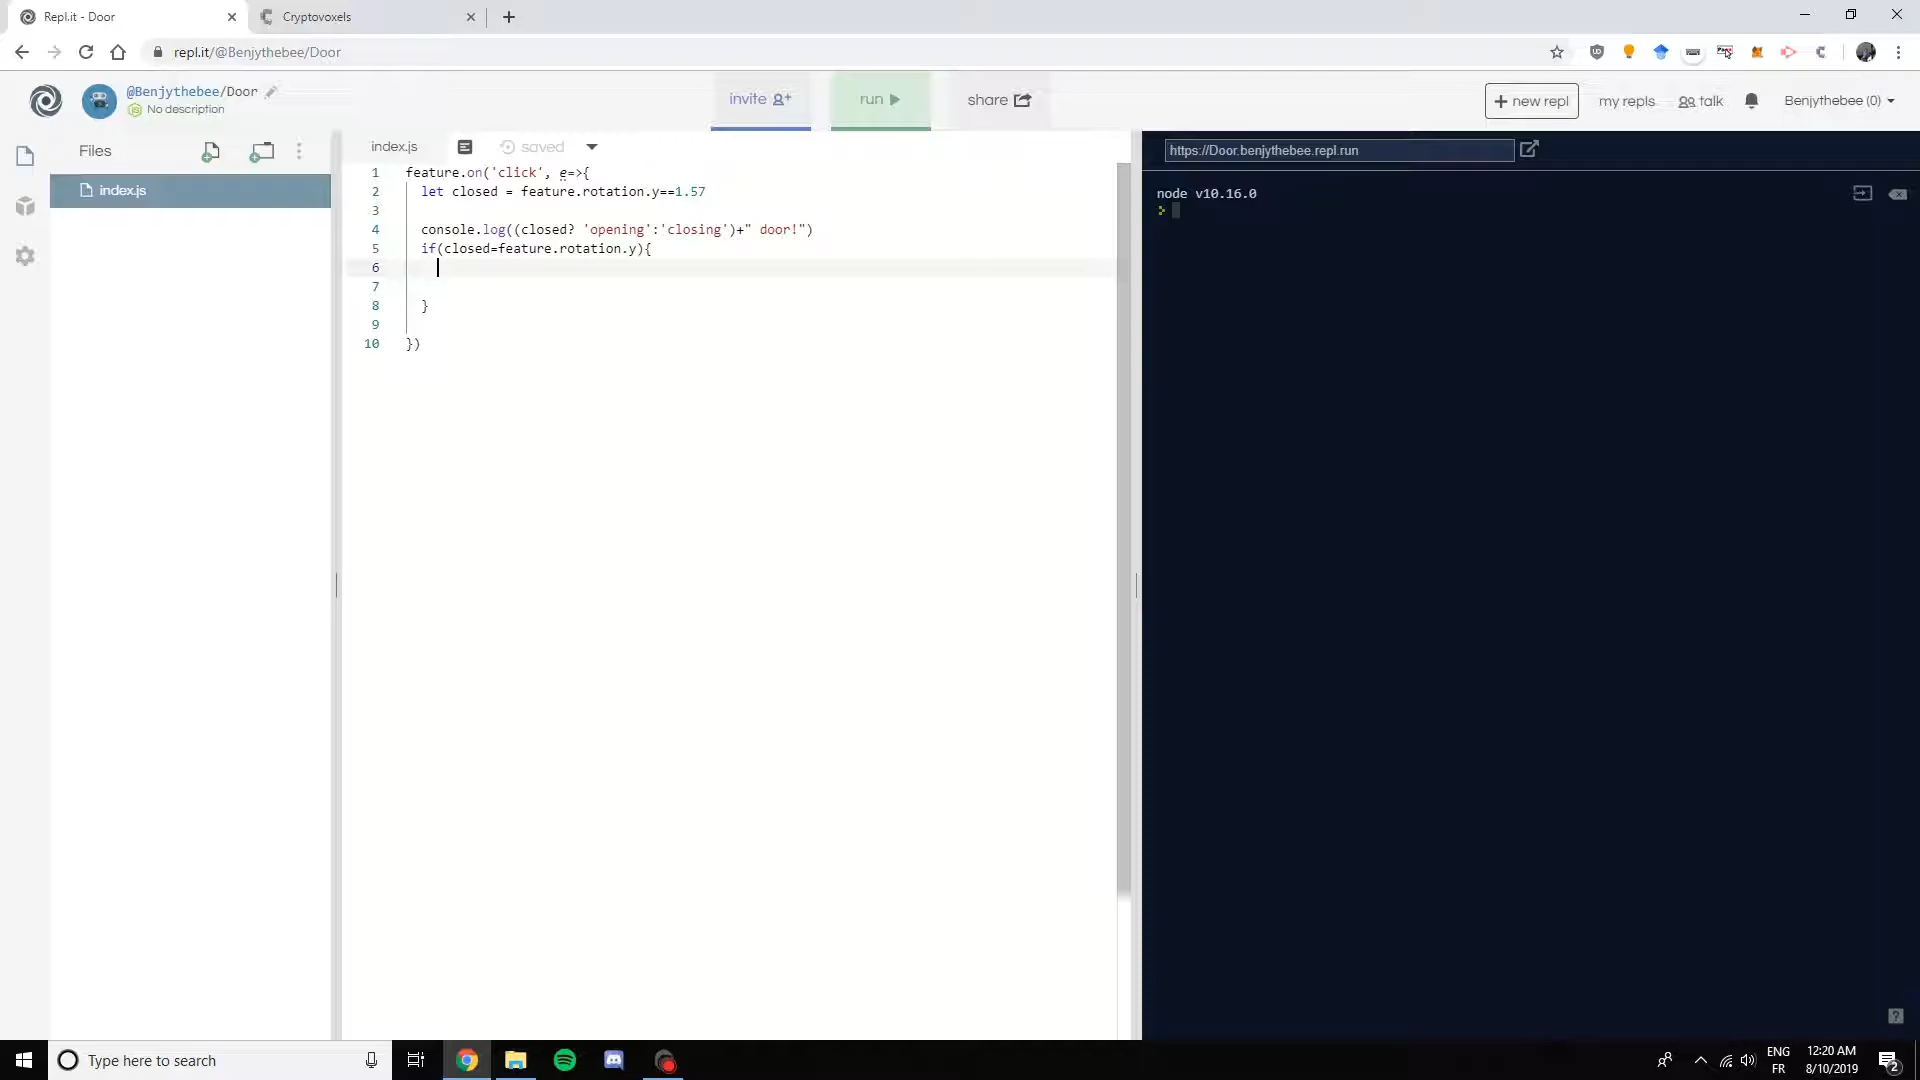 Repl.it - Door
Cryptovoxels
repl.it/@Benjythebee/Door
@Benjythebee/Door
No description
invite
run
share
+ new repl
my repls
talk
Benjythebee (0)
Files
index.js
index.js
saved
1 feature.on('click', e=>{
2 let closed = feature.rotation.y==1.57
3
4 console.log((closed? 'opening':'closing')+" door!")
5 if(closed=feature.rotation.y){
6
7
8 }
9
10 })
https://Door.benjythebee.repl.run
node v10.16.0
>
?
Type here to search
ENG
FR
12:20 AM
8/10/2019
2